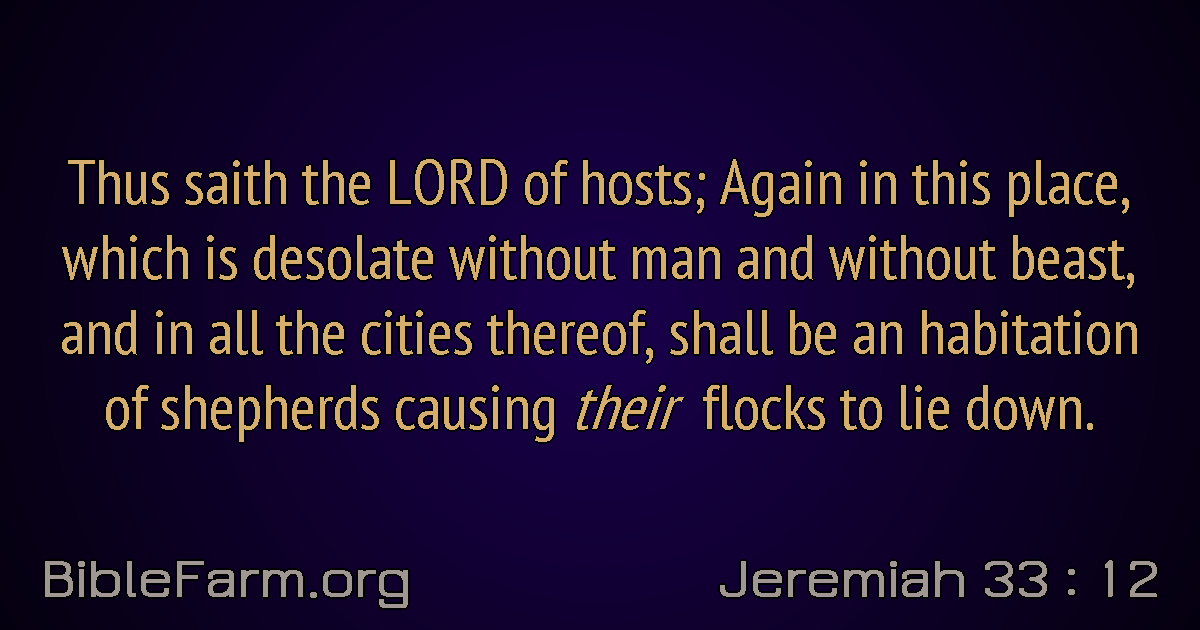 Thus saith the LORD of hosts; Again in this place,
which is desolate without man and without beast,
and in all the cities thereof, shall be an habitation
of shepherds causing their flocks to lie down.
BibleFarm.org
Jeremiah 33 : 12